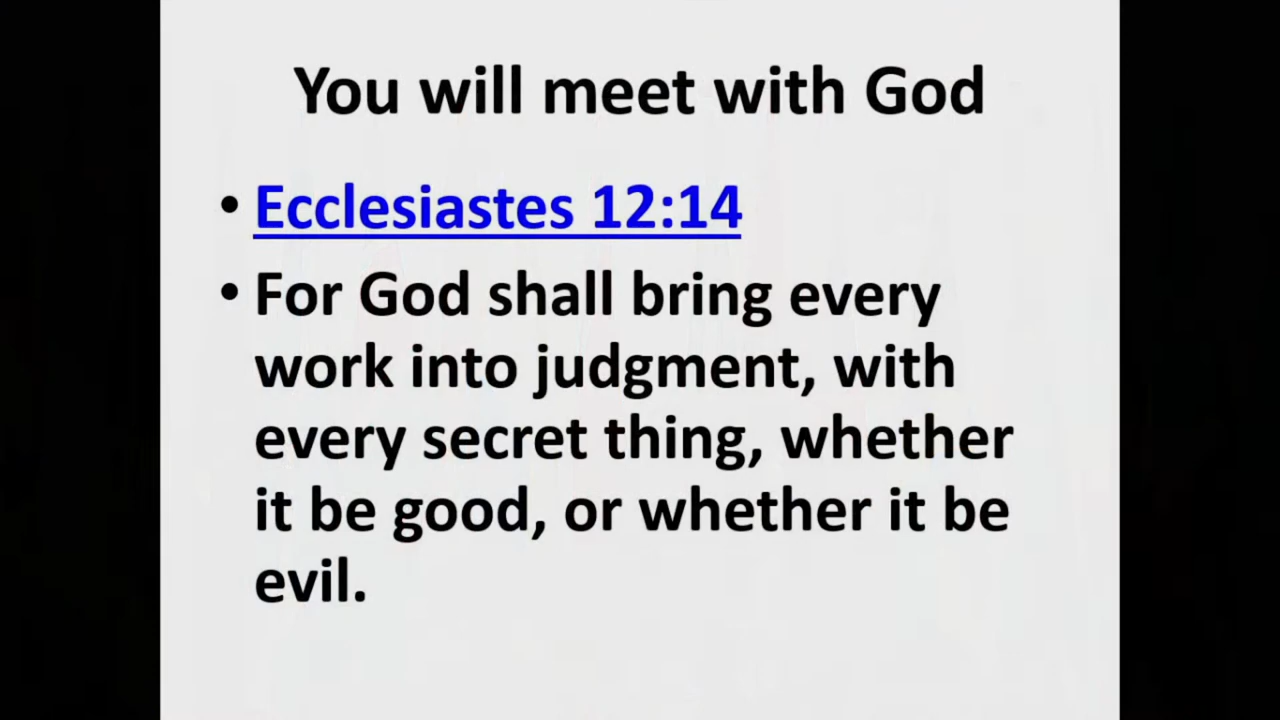 You will meet with God
• Ecclesiastes 12:14
• For God shall bring every
work into judgment, with
every secret thing, whether
it be good, or whether it be
evil.